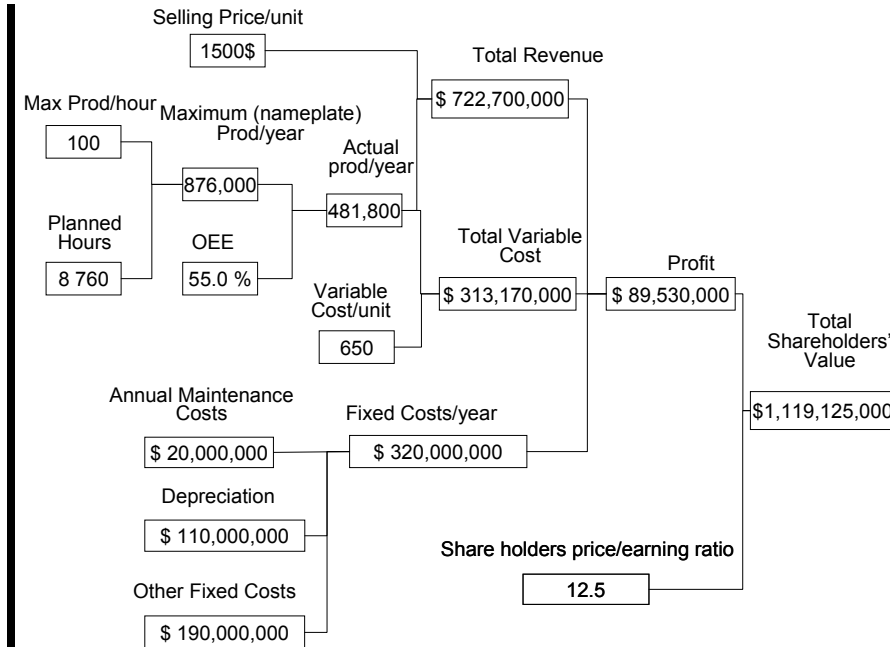 Selling Price/unit
1500$
Total Revenue
$ 722,700,000
Max Prod/hour
100
Maximum (nameplate)
Prod/year
876,000
Actual
prod/year
481,800
Planned
Hours
8 760
OEE
55.0 %
Variable
Cost/unit
650
Total Variable
Cost
$ 313,170,000
Profit
$ 89,530,000
Total
Shareholders'
Value
$1,119,125,000
Annual Maintenance
Costs
$ 20,000,000
Fixed Costs/year
$ 320,000,000
Depreciation
$ 110,000,000
Share holders price/earning ratio
12.5
Other Fixed Costs
$ 190,000,000